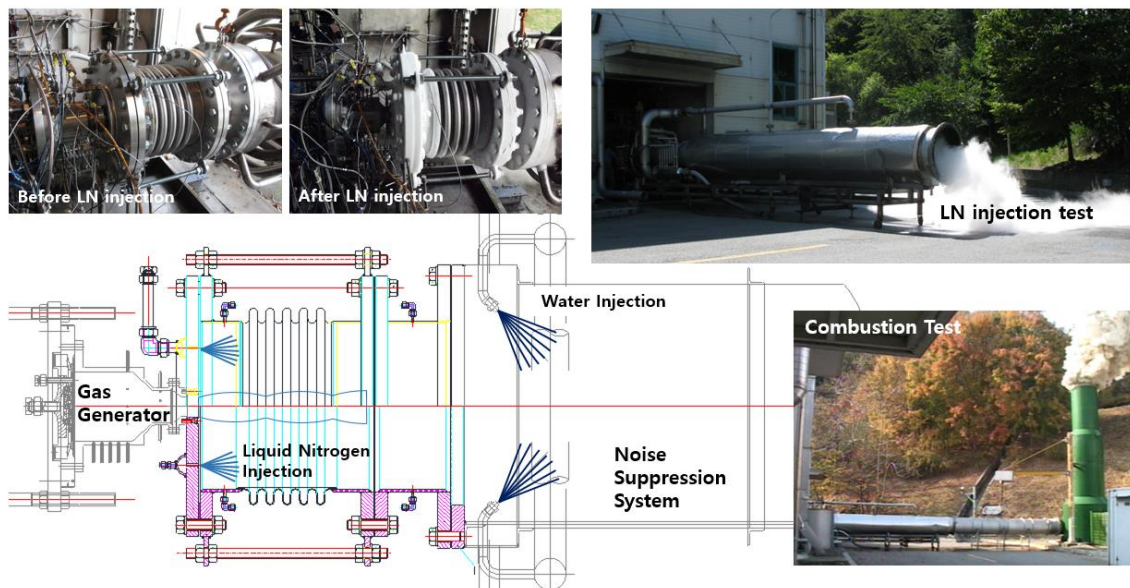 Before LN injection
After LN injection
LN injection test
Water Injection
Combustion Test
Gas
Generator
Liquid Nitrogen
Injection
Noise
Suppression
System